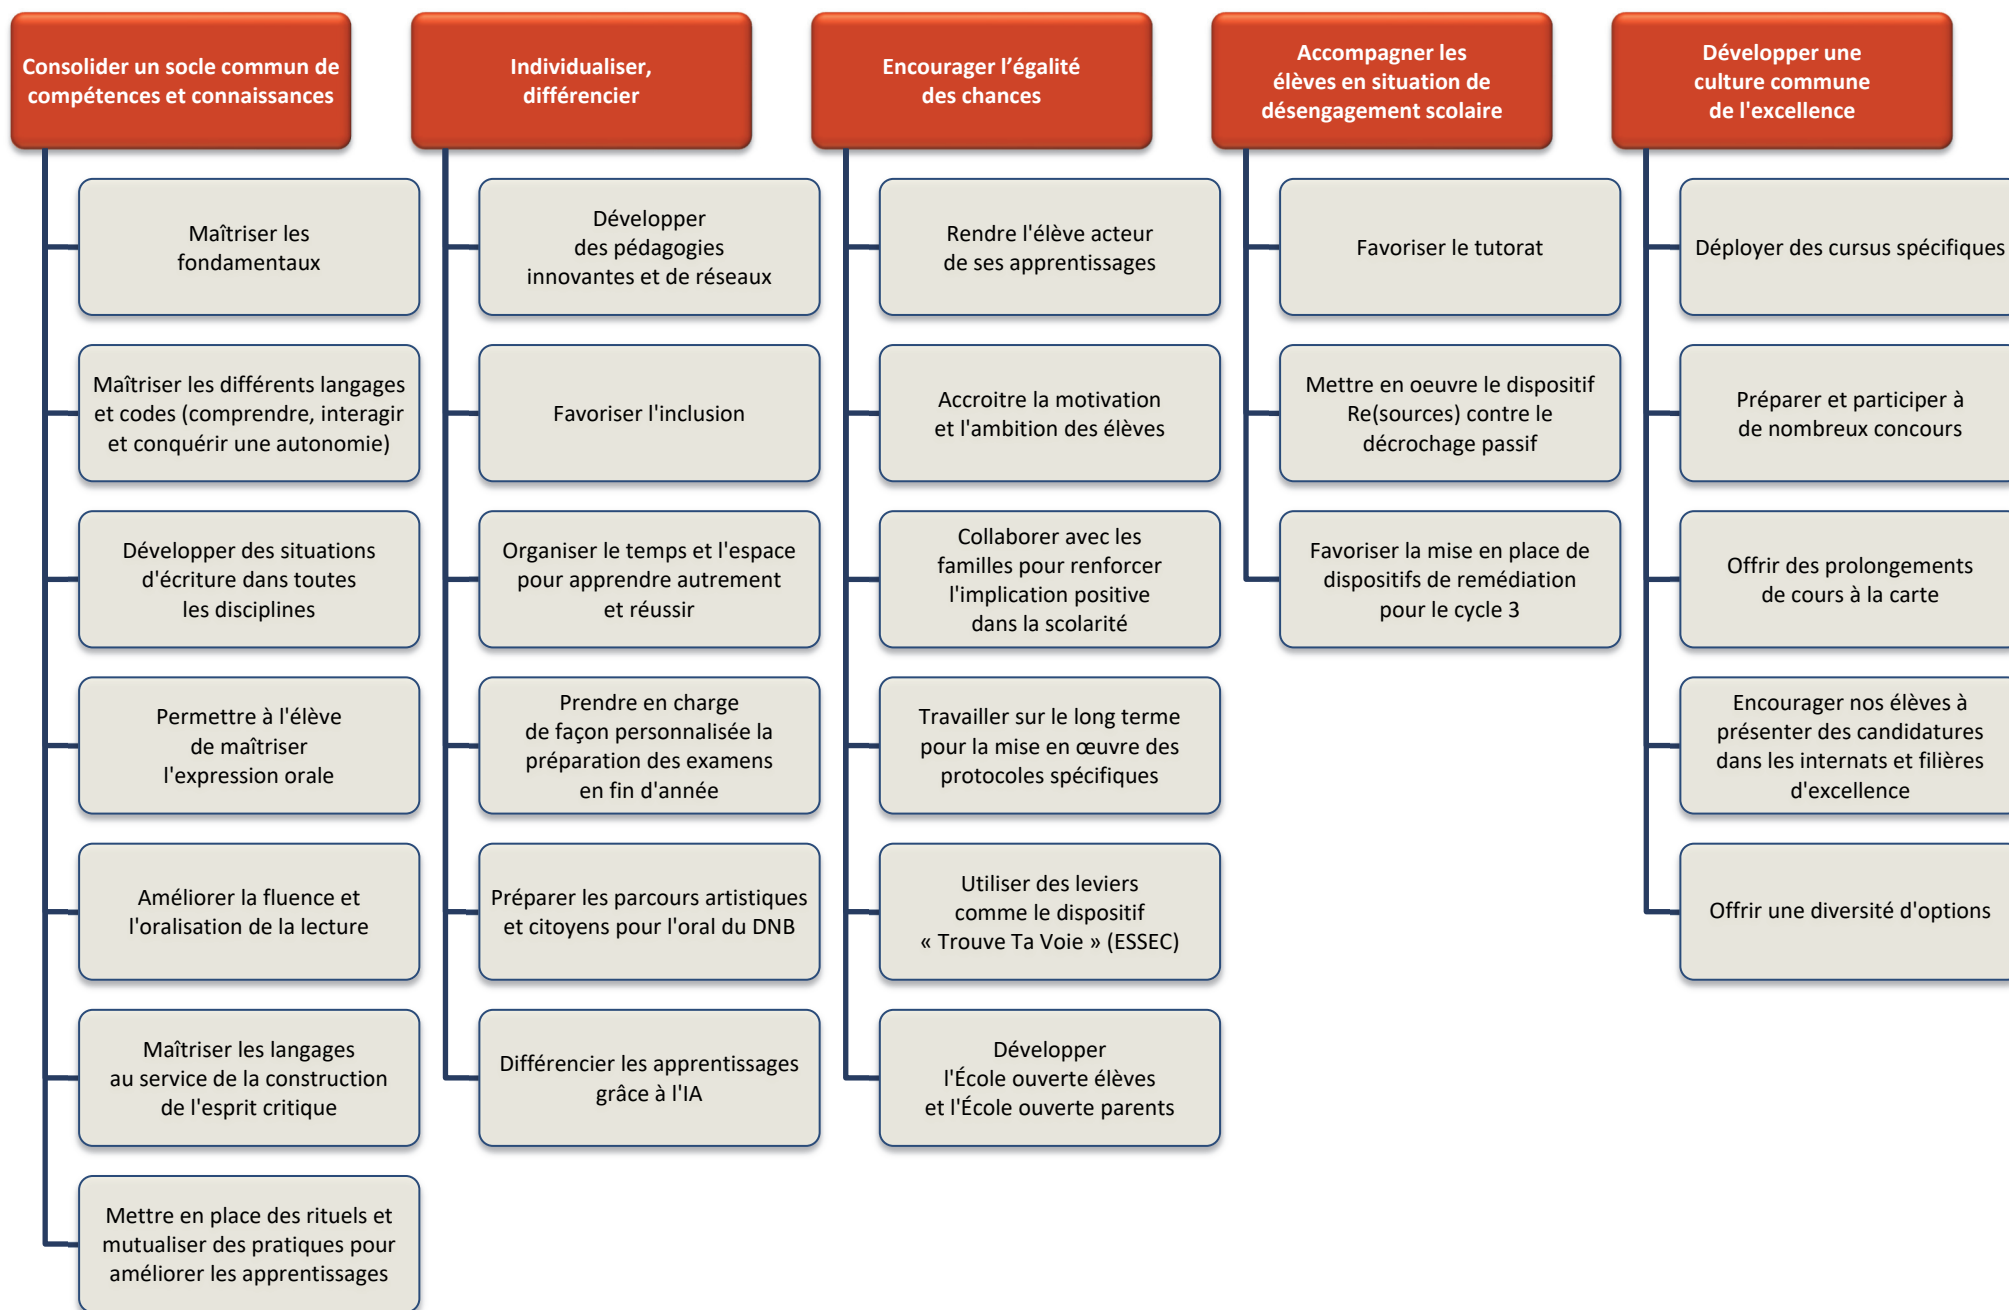 Consolider un socle commun de
compétences et connaissances
Maîtriser les
fondamentaux
Maîtriser les différents langages
et codes (comprendre, interagir
et conquérir une autonomie)
Développer des situations
d'écriture dans toutes
les disciplines
Permettre à l'élève
de maîtriser
l'expression orale
Améliorer la fluence et
l'oralisation de la lecture
Maîtriser les langages
au service de la construction
de l'esprit critique
Mettre en place des rituels et
mutualiser des pratiques pour
améliorer les apprentissages
Individualiser,
différencier
Développer
des pédagogies
innovantes et de réseaux
Favoriser l'inclusion
Organiser le temps et l'espace
pour apprendre autrement
et réussir
Prendre en charge
de façon personnalisée la
préparation des examens
en fin d'année
Préparer les parcours artistiques
et citoyens pour l'oral du DNB
Différencier les apprentissages
grâce à l'IA
Encourager l’égalité
des chances
Rendre l'élève acteur
de ses apprentissages
Accroitre la motivation
et l'ambition des élèves
Collaborer avec les
familles pour renforcer
l'implication positive
dans la scolarité
Travailler sur le long terme
pour la mise en œuvre des
protocoles spécifiques
Utiliser des leviers
comme le dispositif
« Trouve Ta Voie » (ESSEC)
Développer
l'École ouverte élèves
et l'École ouverte parents
Accompagner les
élèves en situation de
désengagement scolaire
Favoriser le tutorat
Mettre en oeuvre le dispositif
Re(sources) contre le
décrochage passif
Favoriser la mise en place de
dispositifs de remédiation
pour le cycle 3
Développer une
culture commune
de l'excellence
Déployer des cursus spécifiques
Préparer et participer à
de nombreux concours
Offrir des prolongements
de cours à la carte
Encourager nos élèves à
présenter des candidatures
dans les internats et filières
d'excellence
Offrir une diversité d'options